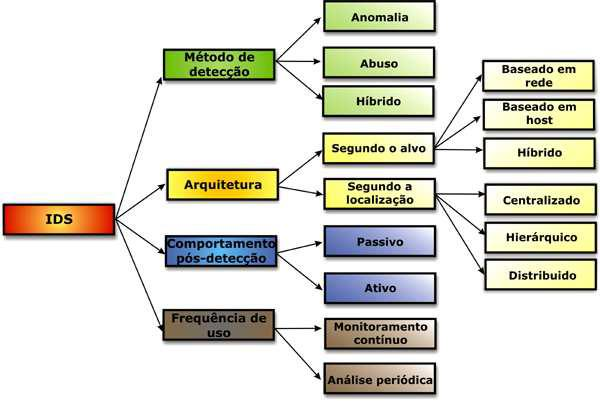 IDS
Método de
detecção
Anomalia
Abuso
Híbrido
Arquitetura
Segundo o alvo
Baseado em
rede
Baseado em
host
Híbrido
Segundo a
localização
Centralizado
Hierárquico
Distribuido
Comportamento
pós-detecção
Passivo
Ativo
Frequência de
uso
Monitoramento
contínuo
Análise periódica